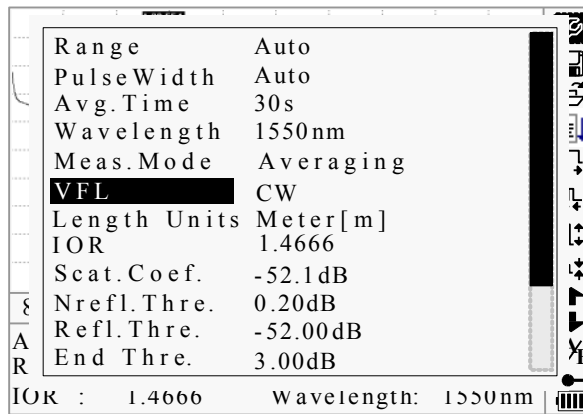 Range Auto
PulseWidth Auto
Avg.Time 30s
Wavelength 1550nm
Meas.Mode Averaging
VFL CW
Length Units Meter[m]
IOR 1.4666
Scat.Coef. -52.1dB
Nrefl.Thre. 0.20dB
Refl.Thre. -52.00dB
End Thre. 3.00dB
A
R
IOR : 1.4666 Wavelength: 1550nm